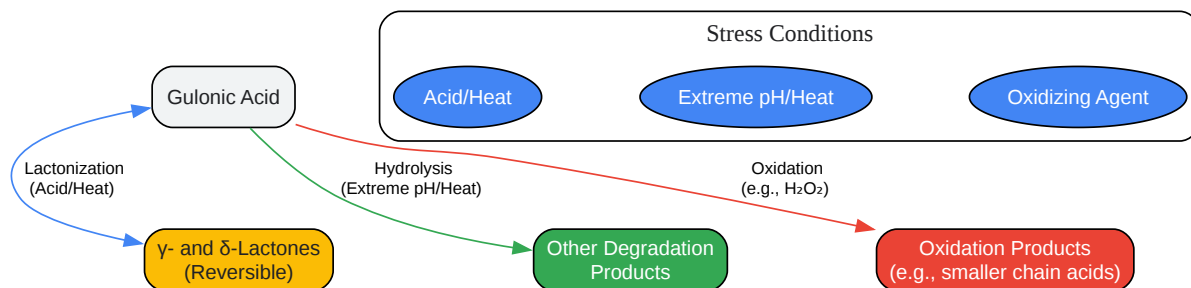 Stress Conditions
Gulonic Acid
Acid/Heat
Extreme pH/Heat
Oxidizing Agent
Lactonization
(Acid/Heat)
Hydrolysis
(Extreme pH/Heat)
Oxidation
(e.g., H₂O₂)
γ- and δ-Lactones
(Reversible)
Other Degradation
Products
Oxidation Products
(e.g., smaller chain acids)